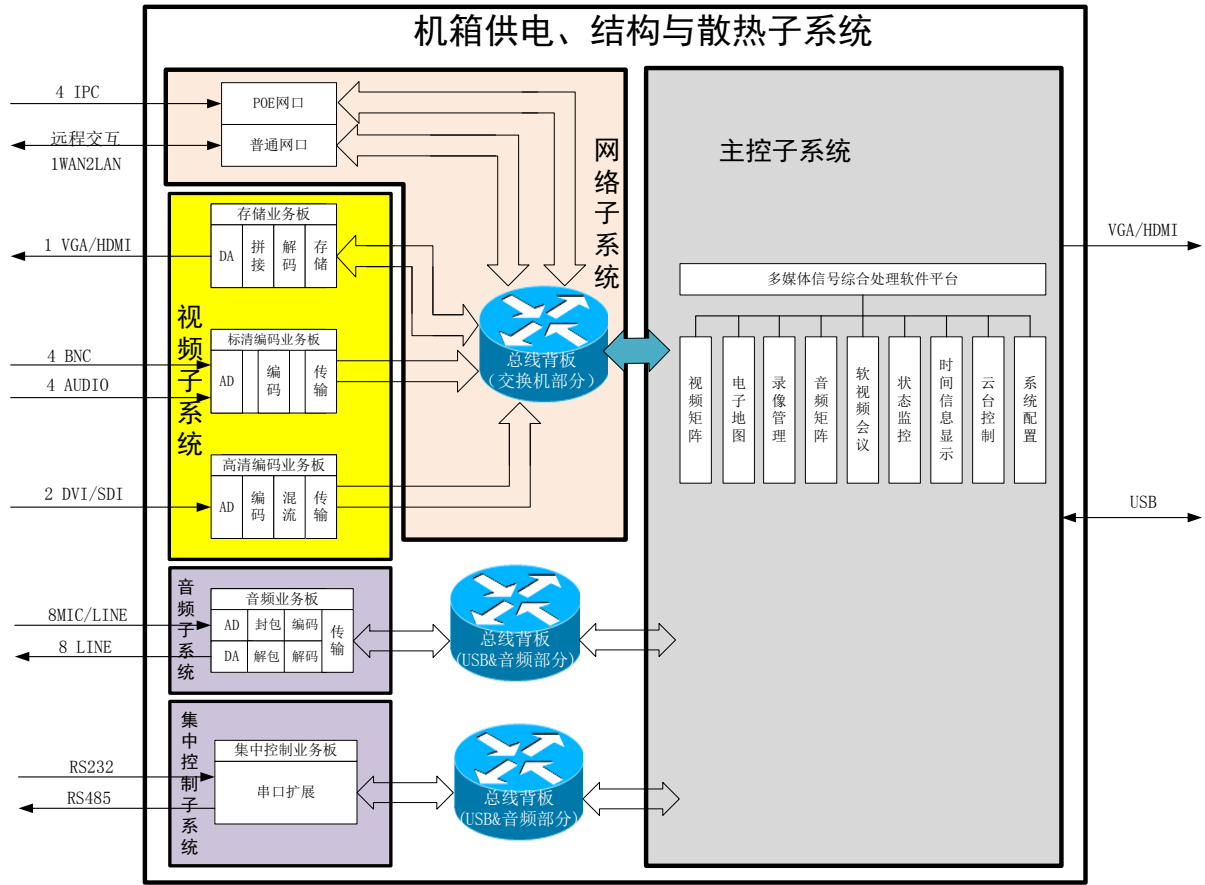 机箱供电、结构与散热子系统
4 IPC
远程交互
1WAN2LAN
POE网口
普通网口
网络子系统
1 VGA/HDMI
4 BNC
4 AUDIO
2 DVI/SDI
视频子系统
存储业务板
DA
拼接
解码
存储
标清编码业务板
AD
编码
传输
高清编码业务板
AD
编码
混流
传输
总线背板
(交换机部分)
主控子系统
多媒体信号综合处理软件平台
视频矩阵
电子地图
录像管理
音频矩阵
软视频会议
状态监控
时间信息显示
云台控制
系统配置
VGA/HDMI
USB
8MIC/LINE
8 LINE
音频子系统
音频业务板
AD
封包
编码
传输
DA
解包
解码
总线背板
(USB&音频部分)
RS232
RS485
集中控制子系统
集中控制业务板
串口扩展
总线背板
(USB&音频部分)